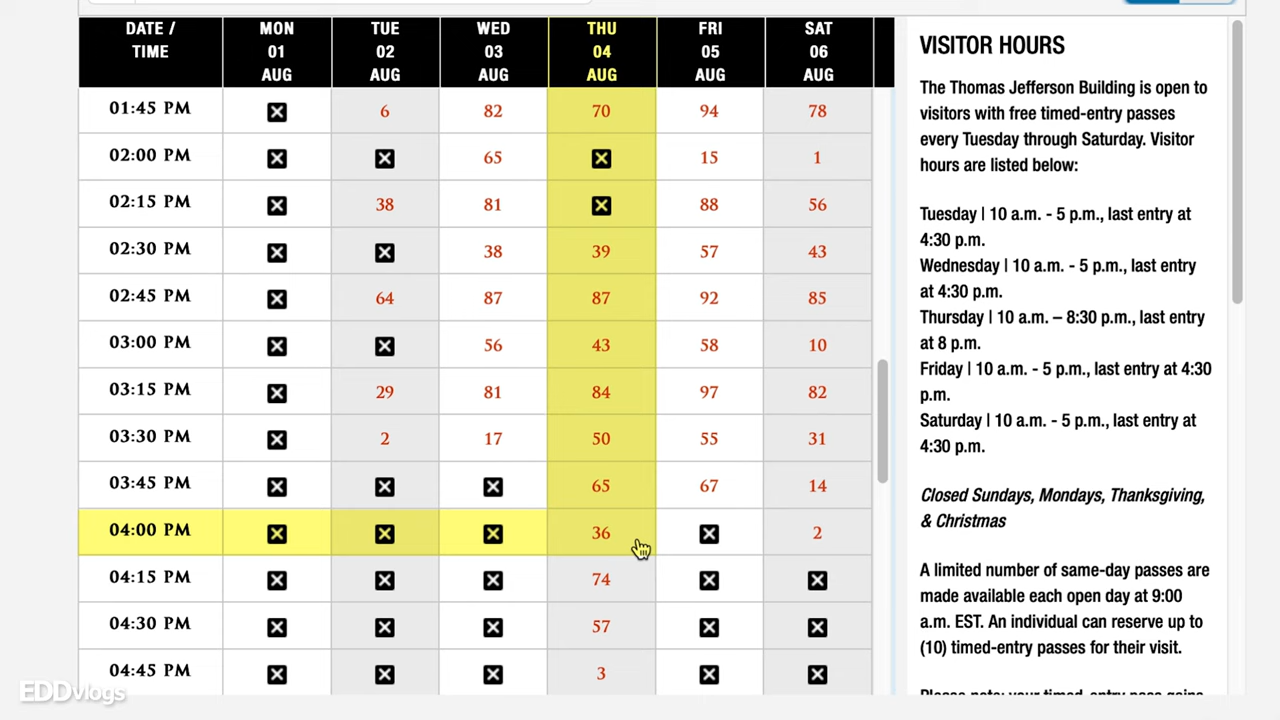 DATE / TIME MON 01 AUG TUE 02 AUG WED 03 AUG THU 04 AUG FRI 05 AUG SAT 06 AUG
01:45 PM 6 82 70 94 78
02:00 PM 65 15 1
02:15 PM 38 81 88 56
02:30 PM 38 39 57 43
02:45 PM 64 87 87 92 85
03:00 PM 56 43 58 10
03:15 PM 29 81 84 97 82
03:30 PM 2 17 50 55 31
03:45 PM 65 67 14
04:00 PM 36 2
04:15 PM 74
04:30 PM 57
04:45 PM 3
VISITOR HOURS
The Thomas Jefferson Building is open to
visitors with free timed-entry passes
every Tuesday through Saturday. Visitor
hours are listed below:
Tuesday | 10 a.m. - 5 p.m., last entry at
4:30 p.m.
Wednesday | 10 a.m. - 5 p.m., last entry
at 4:30 p.m.
Thursday | 10 a.m. – 8:30 p.m., last entry
at 8 p.m.
Friday | 10 a.m. - 5 p.m., last entry at 4:30
p.m.
Saturday | 10 a.m. - 5 p.m., last entry at
4:30 p.m.
Closed Sundays, Mondays, Thanksgiving,
& Christmas
A limited number of same-day passes are
made available each open day at 9:00
a.m. EST. An individual can reserve up to
(10) timed-entry passes for their visit.
Please note: your timed-entry pass gains
EDDvlogs